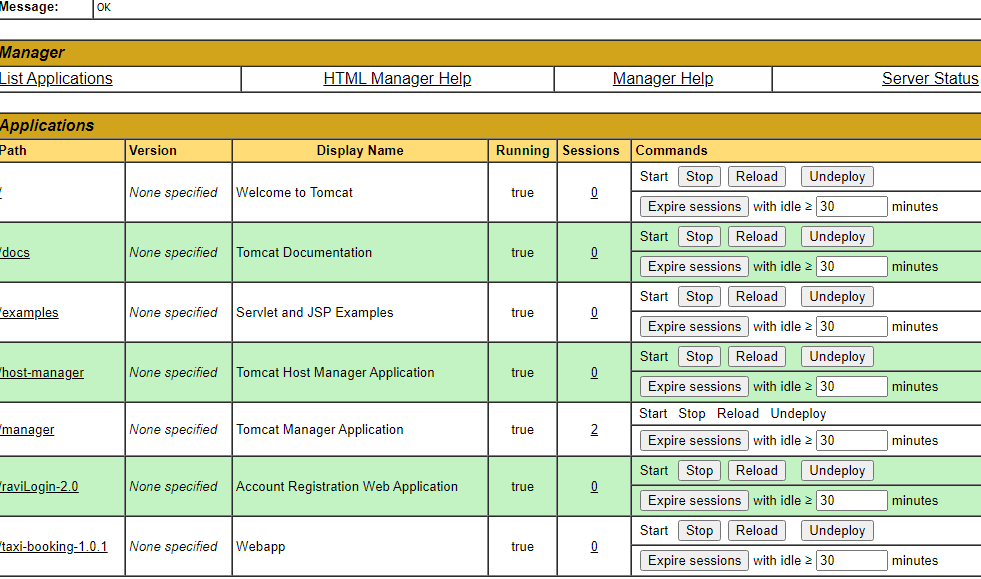 Message: OK
Manager
List Applications HTML Manager Help Manager Help Server Status
Applications
Path Version Display Name Running Sessions Commands
/ None specified Welcome to Tomcat true 0 Start Stop Reload Undeploy
Expire sessions with idle ≥ 30 minutes
/docs None specified Tomcat Documentation true 0 Start Stop Reload Undeploy
Expire sessions with idle ≥ 30 minutes
/examples None specified Servlet and JSP Examples true 0 Start Stop Reload Undeploy
Expire sessions with idle ≥ 30 minutes
/host-manager None specified Tomcat Host Manager Application true 0 Start Stop Reload Undeploy
Expire sessions with idle ≥ 30 minutes
/manager None specified Tomcat Manager Application true 2 Start Stop Reload Undeploy
Expire sessions with idle ≥ 30 minutes
/raviLogin-2.0 None specified Account Registration Web Application true 0 Start Stop Reload Undeploy
Expire sessions with idle ≥ 30 minutes
/taxi-booking-1.0.1 None specified Webapp true 0 Start Stop Reload Undeploy
Expire sessions with idle ≥ 30 minutes